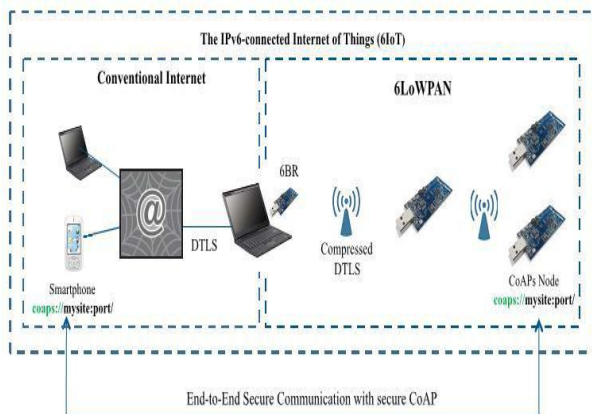 The IPv6-connected Internet of Things (6IoT)
Conventional Internet
6LoWPAN
6BR
@
DTLS
Compressed
DTLS
Smartphone
coaps://mysite:port/
CoAPs Node
coaps://mysite:port/
End-to-End Secure Communication with secure CoAP